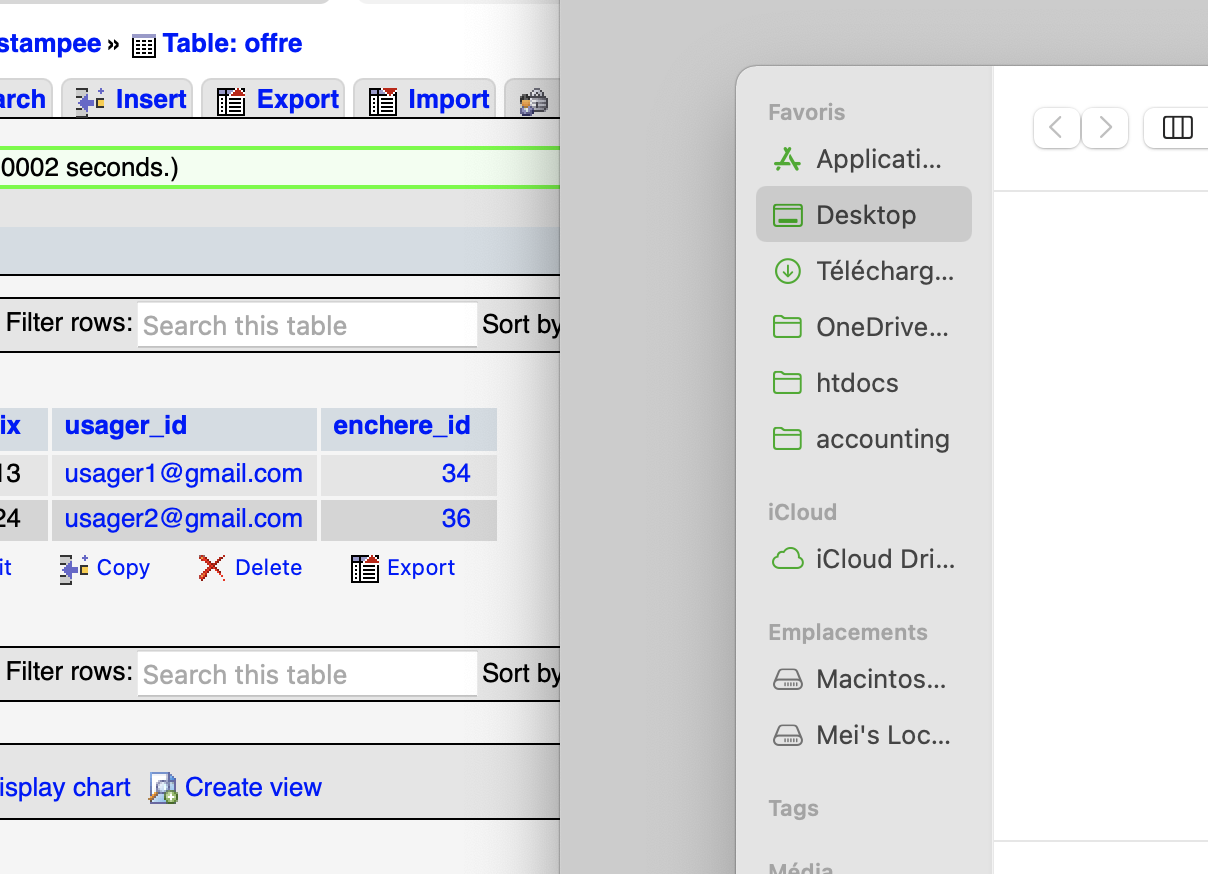 stampee » Table: offre
arch Insert Export Import
0002 seconds.)
Filter rows: Search this table Sort by
ix usager_id enchere_id
13 usager1@gmail.com 34
24 usager2@gmail.com 36
it Copy Delete Export
Filter rows: Search this table Sort by
isplay chart Create view
Favoris
Applicati...
Desktop
Télécharg...
OneDrive...
htdocs
accounting
iCloud
iCloud Dri...
Emplacements
Macintos...
Mei's Loc...
Tags
Média